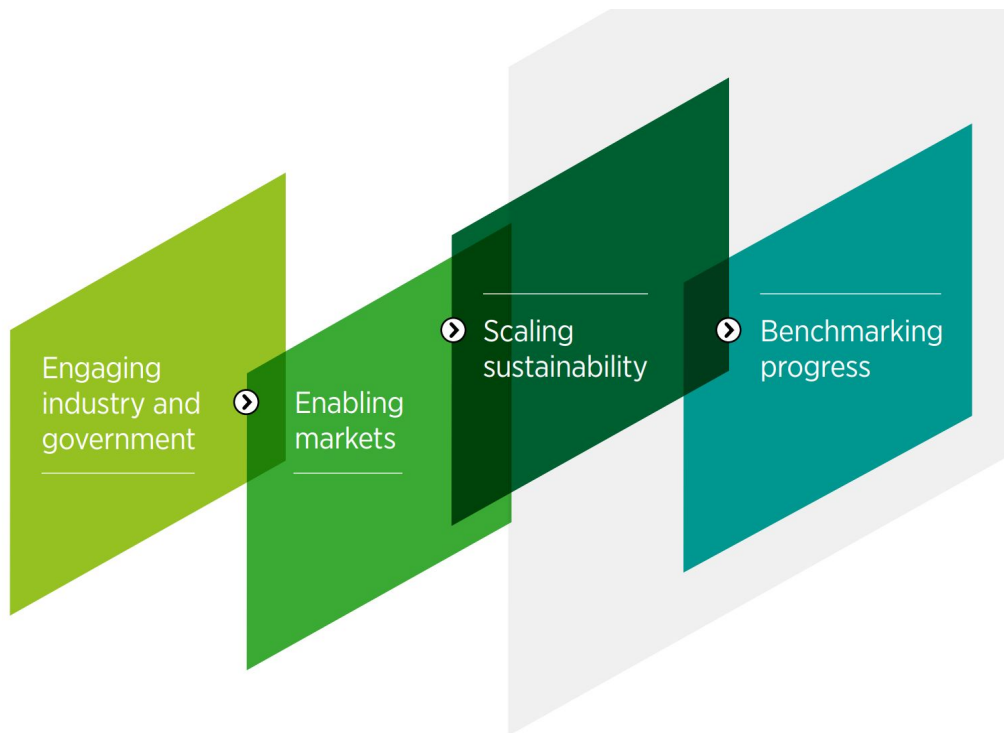 Engaging
industry and
government
Enabling
markets
Scaling
sustainability
Benchmarking
progress